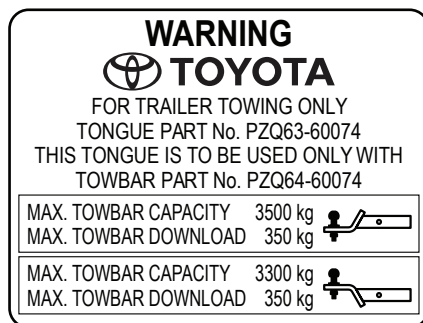 WARNING
TOYOTA
FOR TRAILER TOWING ONLY
TONGUE PART No. PZQ63-60074
THIS TONGUE IS TO BE USED ONLY WITH
TOWBAR PART No. PZQ64-60074
MAX. TOWBAR CAPACITY 3500 kg
MAX. TOWBAR DOWNLOAD 350 kg
MAX. TOWBAR CAPACITY 3300 kg
MAX. TOWBAR DOWNLOAD 350 kg